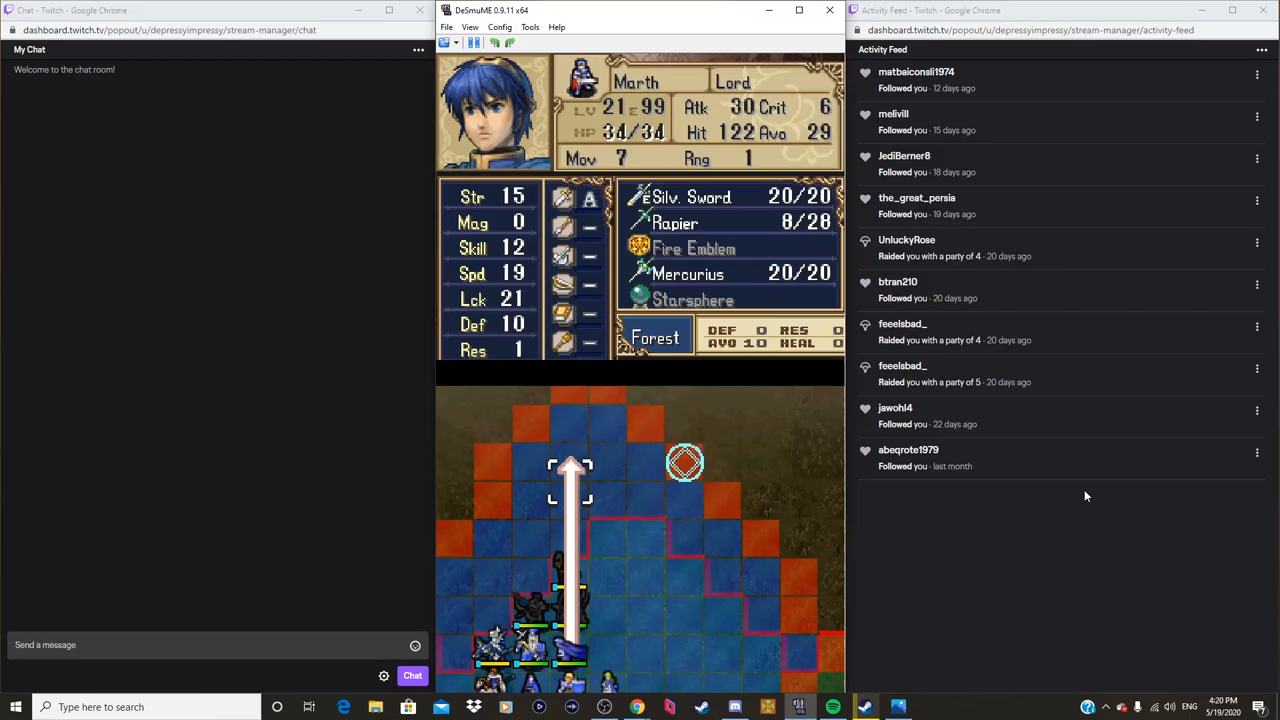 Chat - Twitch - Google Chrome
dashboard.twitch.tv/popout/u/depressyimpressy/stream-manager/chat
My Chat
Welcome to the chat room!
Send a message
Chat
DeSmuME 0.9.11 x64
File View Config Tools Help
Marth Lord
LV 21 E 99 Atk 30 Crit 6
HP 34/34 Hit 122 Avo 29
Mov 7 Rng 1
Str 15
Mag 0
Skill 12
Spd 19
Lck 21
Def 10
Res 1
A
–
–
–
–
–
E Silv. Sword 20/20
Rapier 8/28
Fire Emblem
Mercurius 20/20
Starsphere
Forest
DEF 0 RES 0
AVO 10 HEAL 0
Activity Feed - Twitch - Google Chrome
dashboard.twitch.tv/popout/u/depressyimpressy/stream-manager/activity-feed
Activity Feed
matbaiconsli1974
Followed you · 12 days ago
melivill
Followed you · 15 days ago
JediBerner8
Followed you · 18 days ago
the_great_persia
Followed you · 19 days ago
UnluckyRose
Raided you with a party of 4 · 20 days ago
btran210
Followed you · 20 days ago
feeelsbad_
Raided you with a party of 4 · 20 days ago
feeelsbad_
Raided you with a party of 5 · 20 days ago
jawohl4
Followed you · 22 days ago
abeqrote1979
Followed you · last month
Type here to search
ENG
4:20 PM
5/19/2020